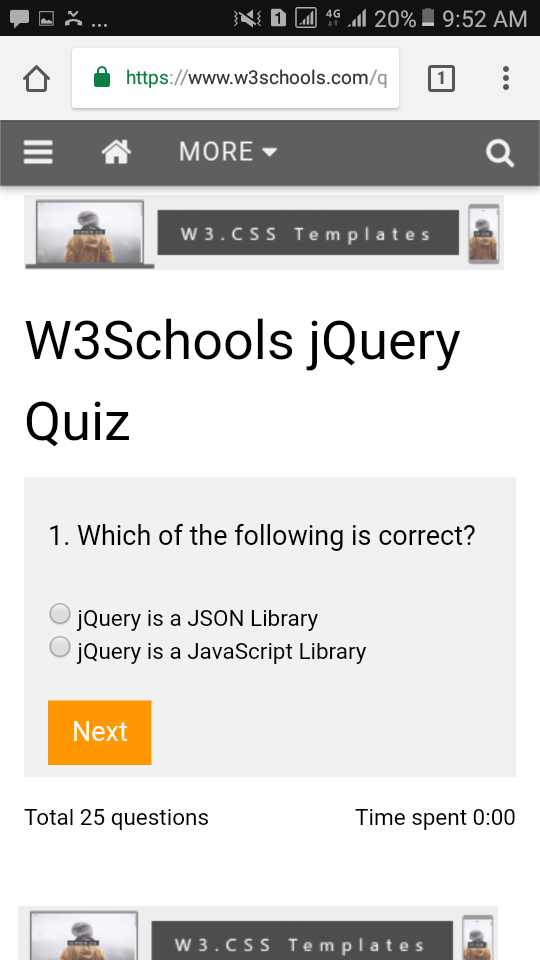 ... 1 4G 20% 9:52 AM
https://www.w3schools.com/q 1
MORE
W3.CSS Templates
W3Schools jQuery
Quiz
1. Which of the following is correct?
jQuery is a JSON Library
jQuery is a JavaScript Library
Next
Total 25 questions Time spent 0:00
W3.CSS Templates